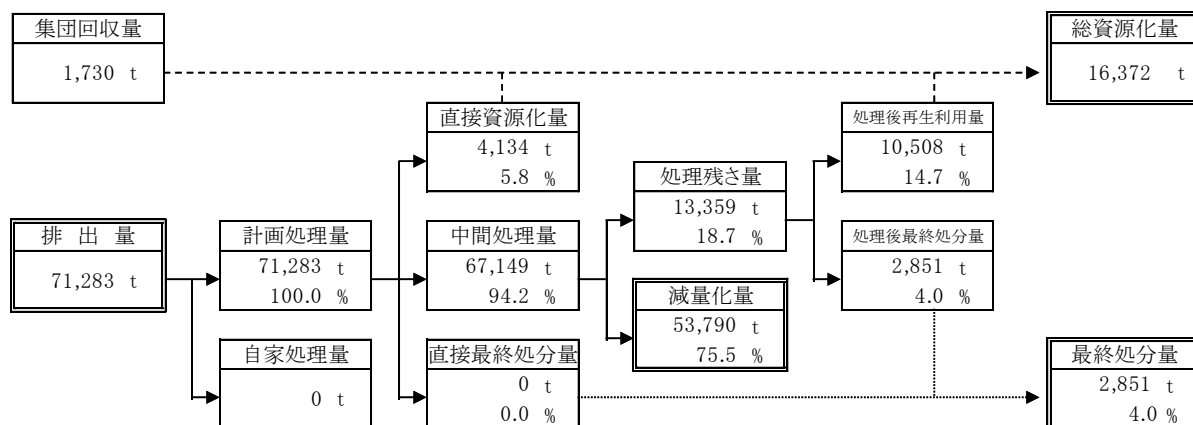 集団回収量
1,730 t
総資源化量
16,372 t
直接資源化量
4,134 t
5.8 %
処理後再生利用量
10,508 t
14.7 %
処理残さ量
13,359 t
18.7 %
排 出 量
71,283 t
計画処理量
71,283 t
100.0 %
中間処理量
67,149 t
94.2 %
処理後最終処分量
2,851 t
4.0 %
減量化量
53,790 t
75.5 %
自家処理量
0 t
直接最終処分量
0 t
0.0 %
最終処分量
2,851 t
4.0 %